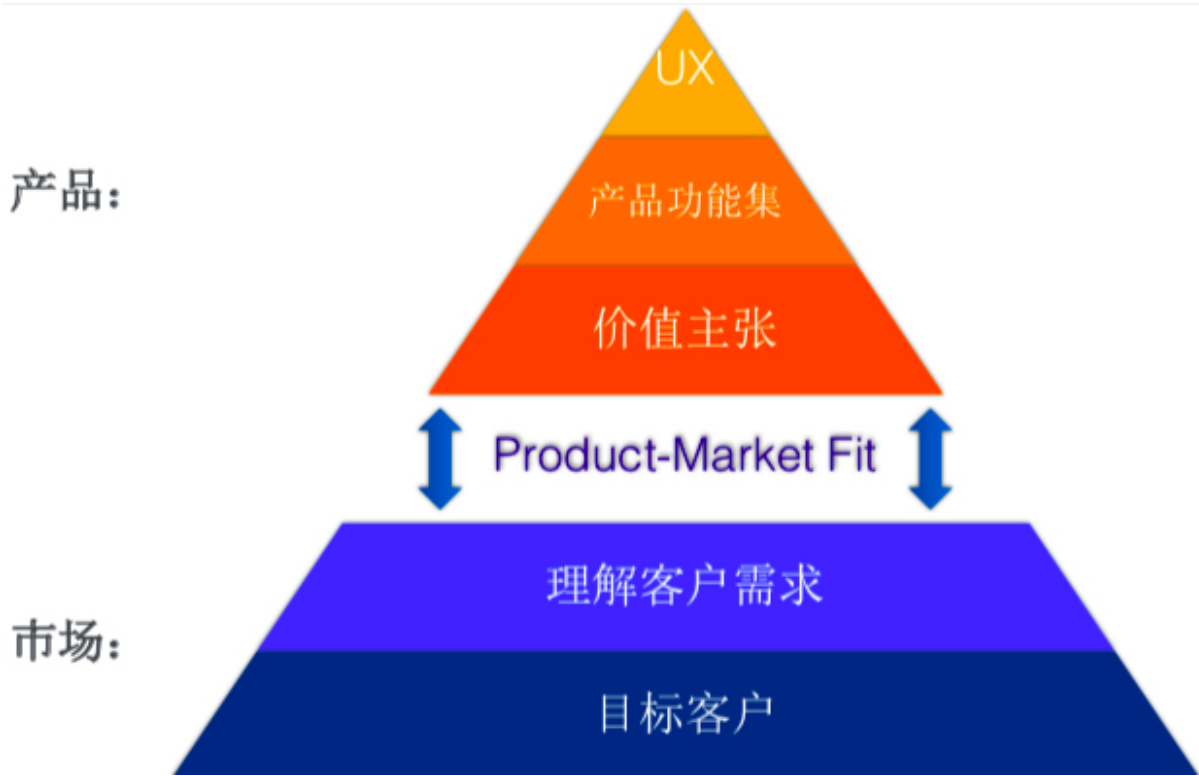 UX
产品：
产品功能集
价值主张
Product-Market Fit
理解客户需求
市场：
目标客户